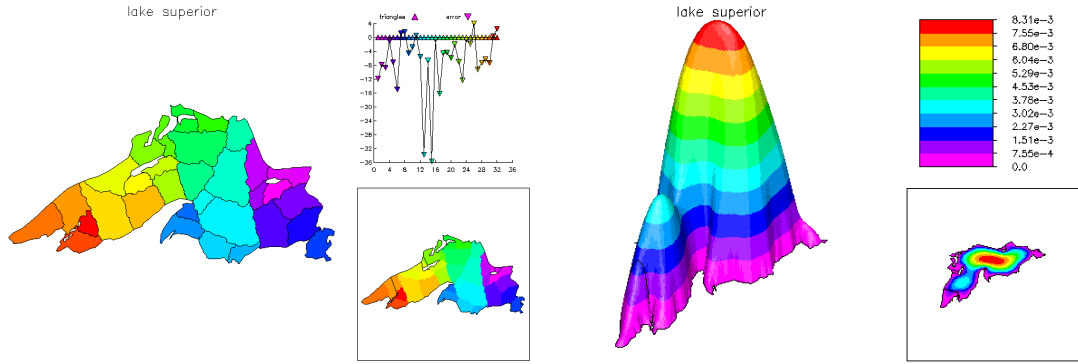 lake superior
triangles error
4
0
-4
-8
-12
-16
-20
-24
-28
-32
-36
0 4 8 12 16 20 24 28 32 36
lake superior
8.31e-3
7.55e-3
6.80e-3
6.04e-3
5.29e-3
4.53e-3
3.78e-3
3.02e-3
2.27e-3
1.51e-3
7.55e-4
0.0